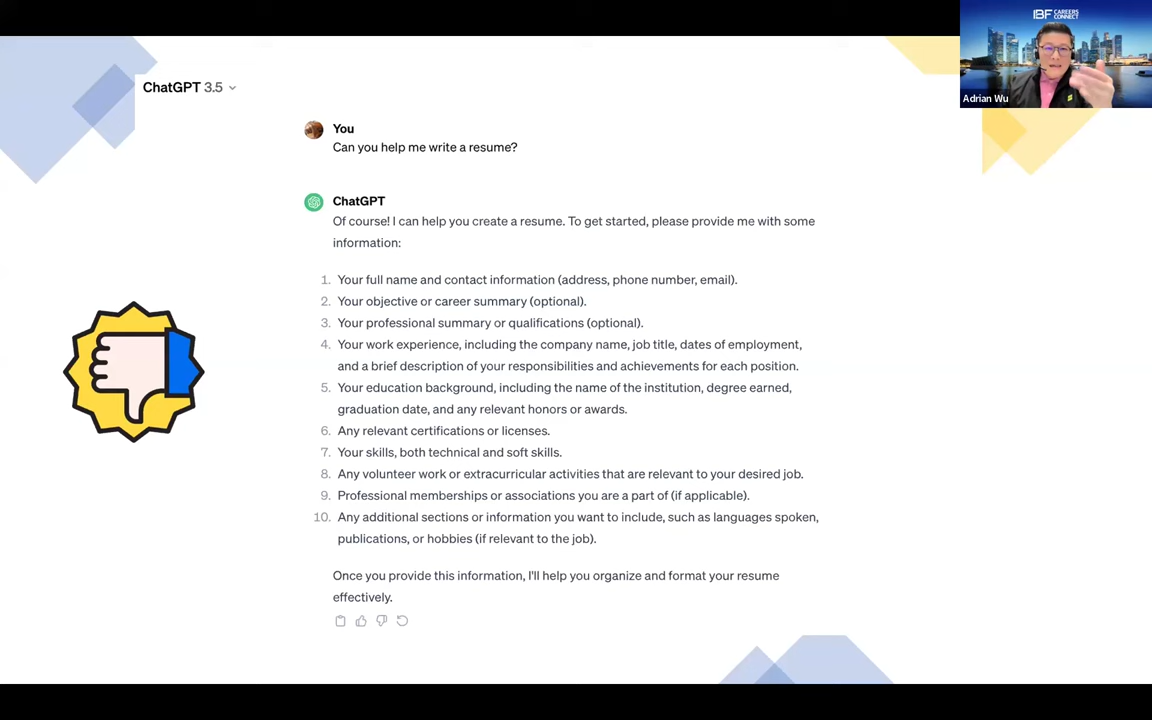 IBF CAREERS
CONNECT
Adrian Wu
ChatGPT 3.5
You
Can you help me write a resume?
ChatGPT
Of course! I can help you create a resume. To get started, please provide me with some
information:
1. Your full name and contact information (address, phone number, email).
2. Your objective or career summary (optional).
3. Your professional summary or qualifications (optional).
4. Your work experience, including the company name, job title, dates of employment,
and a brief description of your responsibilities and achievements for each position.
5. Your education background, including the name of the institution, degree earned,
graduation date, and any relevant honors or awards.
6. Any relevant certifications or licenses.
7. Your skills, both technical and soft skills.
8. Any volunteer work or extracurricular activities that are relevant to your desired job.
9. Professional memberships or associations you are a part of (if applicable).
10. Any additional sections or information you want to include, such as languages spoken,
publications, or hobbies (if relevant to the job).
Once you provide this information, I'll help you organize and format your resume
effectively.